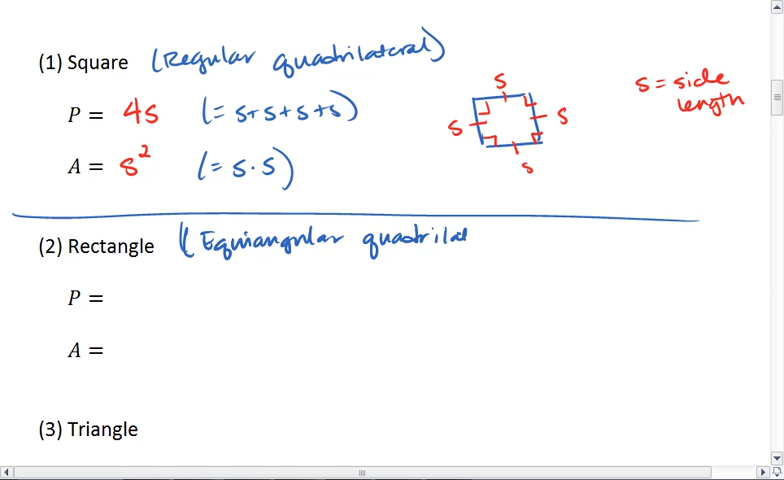 (1) Square (Regular quadrilateral)
s
s = side
length
P = 4s (= s+s+s+s)
s
s
A = s² (= s·s)
s
(2) Rectangle (Equiangular quadrilat
P =
A =
(3) Triangle